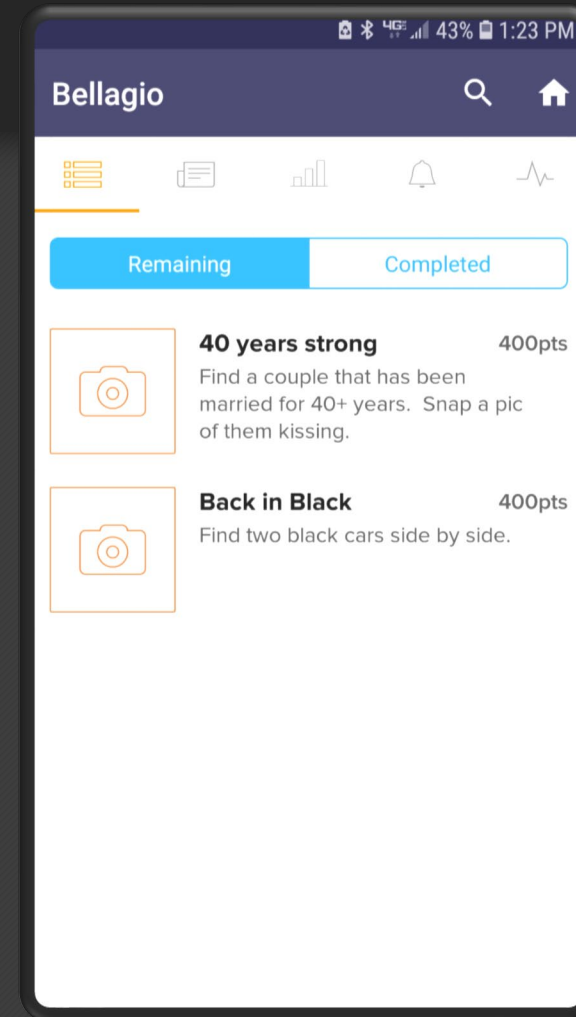 4GE 43% 1:23 PM
Bellagio
Remaining Completed
40 years strong 400pts
Find a couple that has been
married for 40+ years.  Snap a pic
of them kissing.
Back in Black 400pts
Find two black cars side by side.